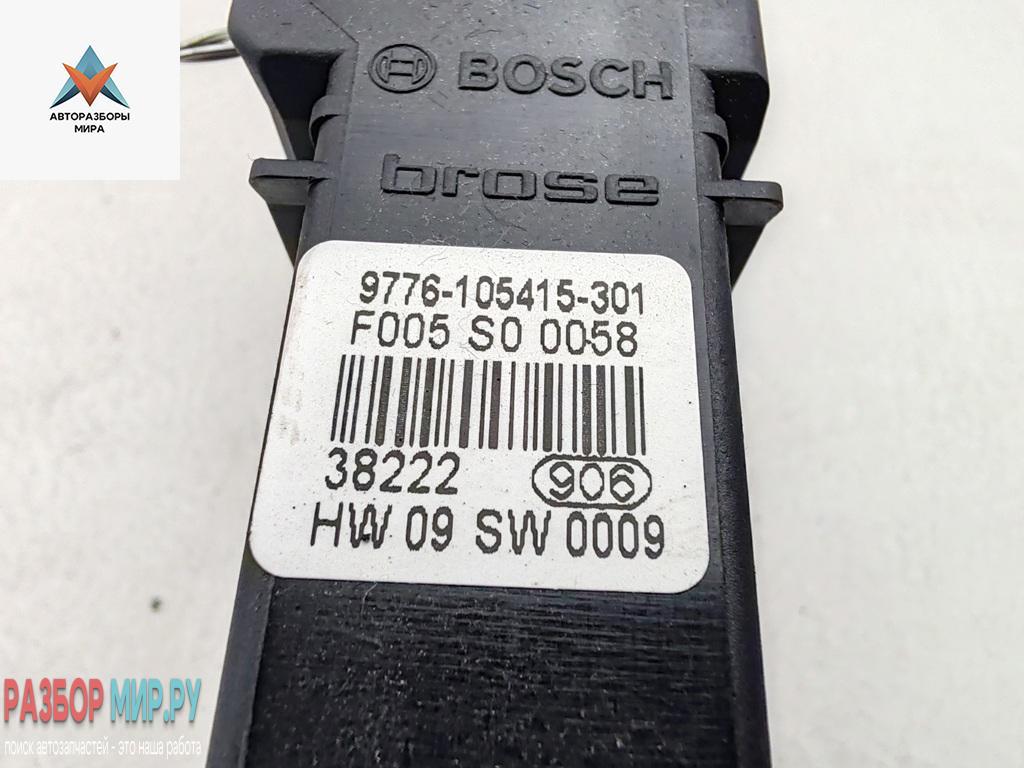 АВТОРАЗБОРЫ
МИРА
BOSCH
brose
9776-105415-301
F005 S0 0058
38222 906
HW 09 SW 0009
РАЗБОР МИР.РУ
поиск автозапчастей - это наша работа